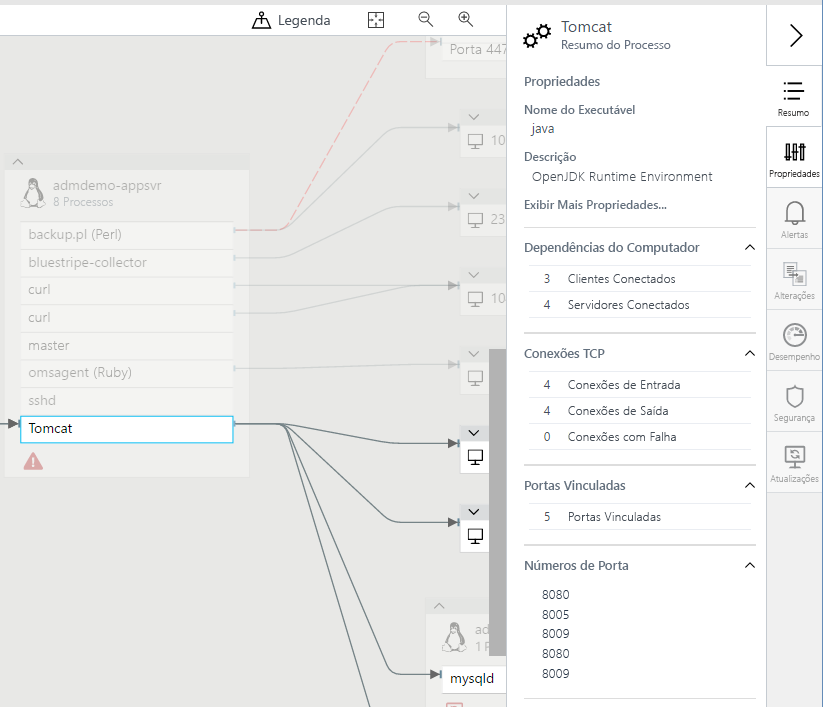 Legenda
Porta 447
10
23
10
admdemo-appsvr
8 Processos
backup.pl (Perl)
bluestripe-collector
curl
curl
master
omsagent (Ruby)
sshd
Tomcat
ad
1 P
mysqld
Tomcat
Resumo do Processo
Propriedades
Nome do Executável
java
Descrição
OpenJDK Runtime Environment
Exibir Mais Propriedades...
Dependências do Computador
3 Clientes Conectados
4 Servidores Conectados
Conexões TCP
4 Conexões de Entrada
4 Conexões de Saída
0 Conexões com Falha
Portas Vinculadas
5 Portas Vinculadas
Números de Porta
8080
8005
8009
8080
8009
Resumo
Propriedades
Alertas
Alterações
Desempenho
Segurança
Atualizações